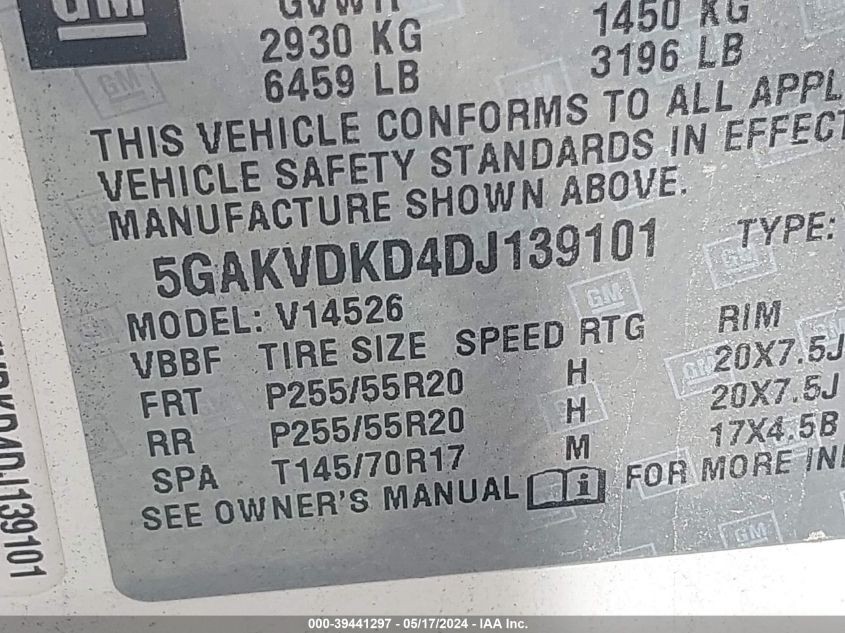 GM
GVWR
2930 KG
1450 KG
6459 LB
3196 LB
THIS VEHICLE CONFORMS TO ALL APPL
VEHICLE SAFETY STANDARDS IN EFFECT
MANUFACTURE SHOWN ABOVE.
5GAKVDKD4DJ139101 TYPE:
MODEL: V14526
VBBF TIRE SIZE SPEED RTG RIM
FRT P255/55R20 H 20X7.5J
RR P255/55R20 H 20X7.5J
SPA T145/70R17 M 17X4.5B
SEE OWNER'S MANUAL i FOR MORE IN
VDKD4DJ139101
000-39441297 - 05/17/2024 - IAA Inc.